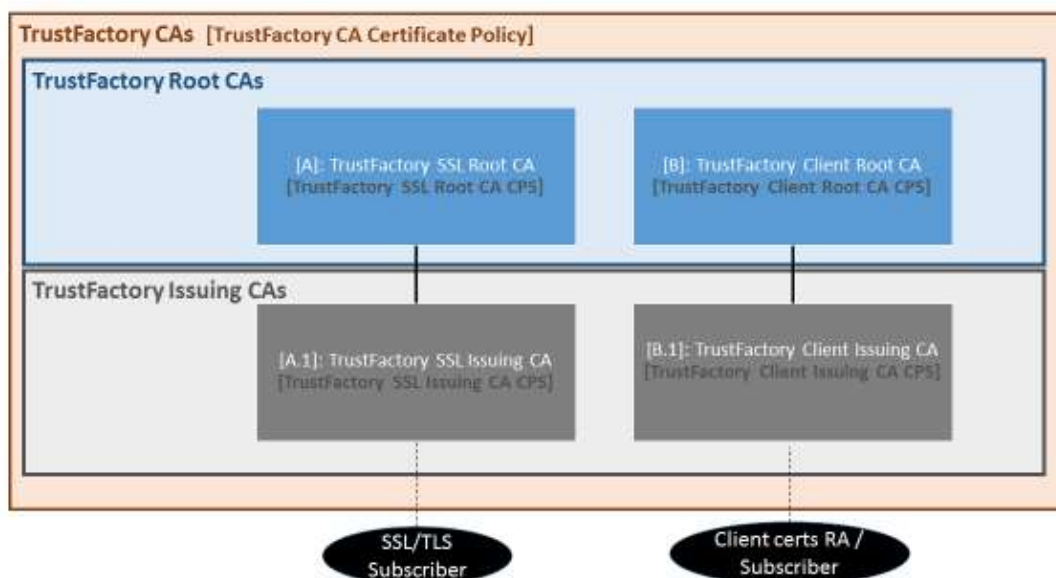 TrustFactory CAs [TrustFactory CA Certificate Policy]
TrustFactory Root CAs
[A]: TrustFactory SSL Root CA
[TrustFactory SSL Root CA CPS]
[B]: TrustFactory Client Root CA
[TrustFactory Client Root CA CPS]
TrustFactory Issuing CAs
[A.1]: TrustFactory SSL Issuing CA
[TrustFactory SSL Issuing CA CPS]
[B.1]: TrustFactory Client Issuing CA
[TrustFactory Client Issuing CA CPS]
SSL/TLS
Subscriber
Client certs RA /
Subscriber